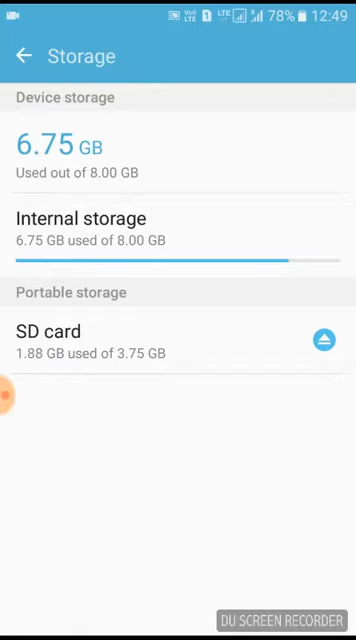 78% 12:49
Storage
Device storage
6.75 GB
Used out of 8.00 GB
Internal storage
6.75 GB used of 8.00 GB
Portable storage
SD card
1.88 GB used of 3.75 GB
DU SCREEN RECORDER